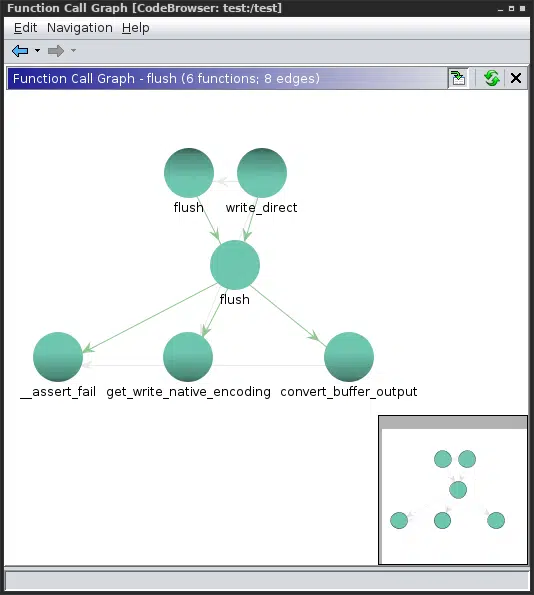 Function Call Graph [CodeBrowser: test:/test]
Edit Navigation Help
Function Call Graph - flush (6 functions; 8 edges)
flush write_direct
flush
__assert_fail get_write_native_encoding convert_buffer_output